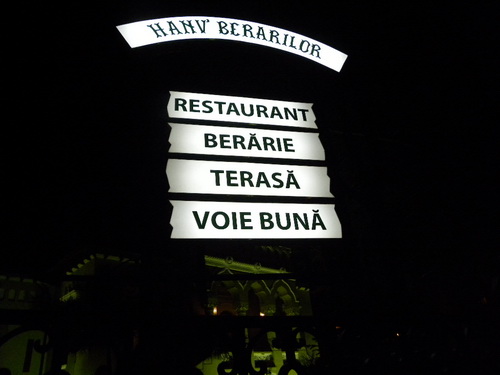 HANU' BERARILOR
RESTAURANT
BERĂRIE
TERASĂ
VOIE BUNĂ